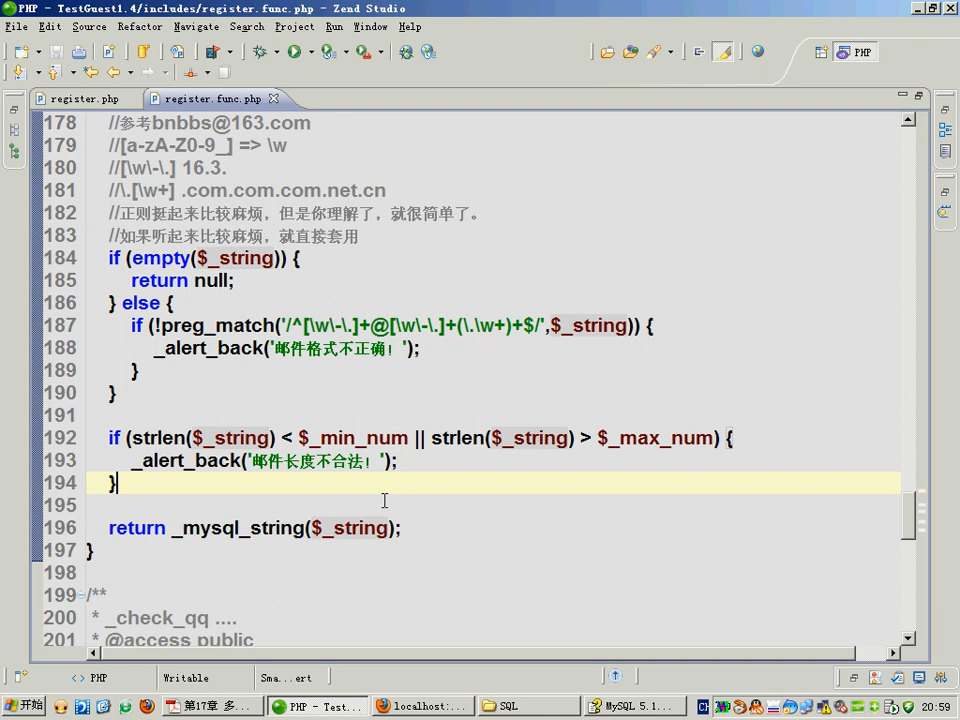 PHP - TestGuest1.4/includes/register.func.php - Zend Studio
File Edit Source Refactor Navigate Search Project Run Window Help
PHP
register.php register.func.php
178 //参考bnbbs@163.com
179 //[a-zA-Z0-9_] => \w
180 //[\w\-\.] 16.3.
181 //\.[\w+] .com.com.com.net.cn
182 //正则挺起来比较麻烦，但是你理解了，就很简单了。
183 //如果听起来比较麻烦，就直接套用
184 if (empty($_string)) {
185 return null;
186 } else {
187 if (!preg_match('/^[\w\-\.]+@[\w\-\.]+(\.\w+)+$/',$_string)) {
188 _alert_back('邮件格式不正确！');
189 }
190 }
191
192 if (strlen($_string) < $_min_num || strlen($_string) > $_max_num) {
193 _alert_back('邮件长度不合法！');
194 }
195
196 return _mysql_string($_string);
197 }
198
199 /**
200 * _check_qq ....
201 * @access public
<> PHP Writable Sma...ert
开始 第17章 多... PHP - Test... localhost:... SQL MySQL 5.1... CH 20:59